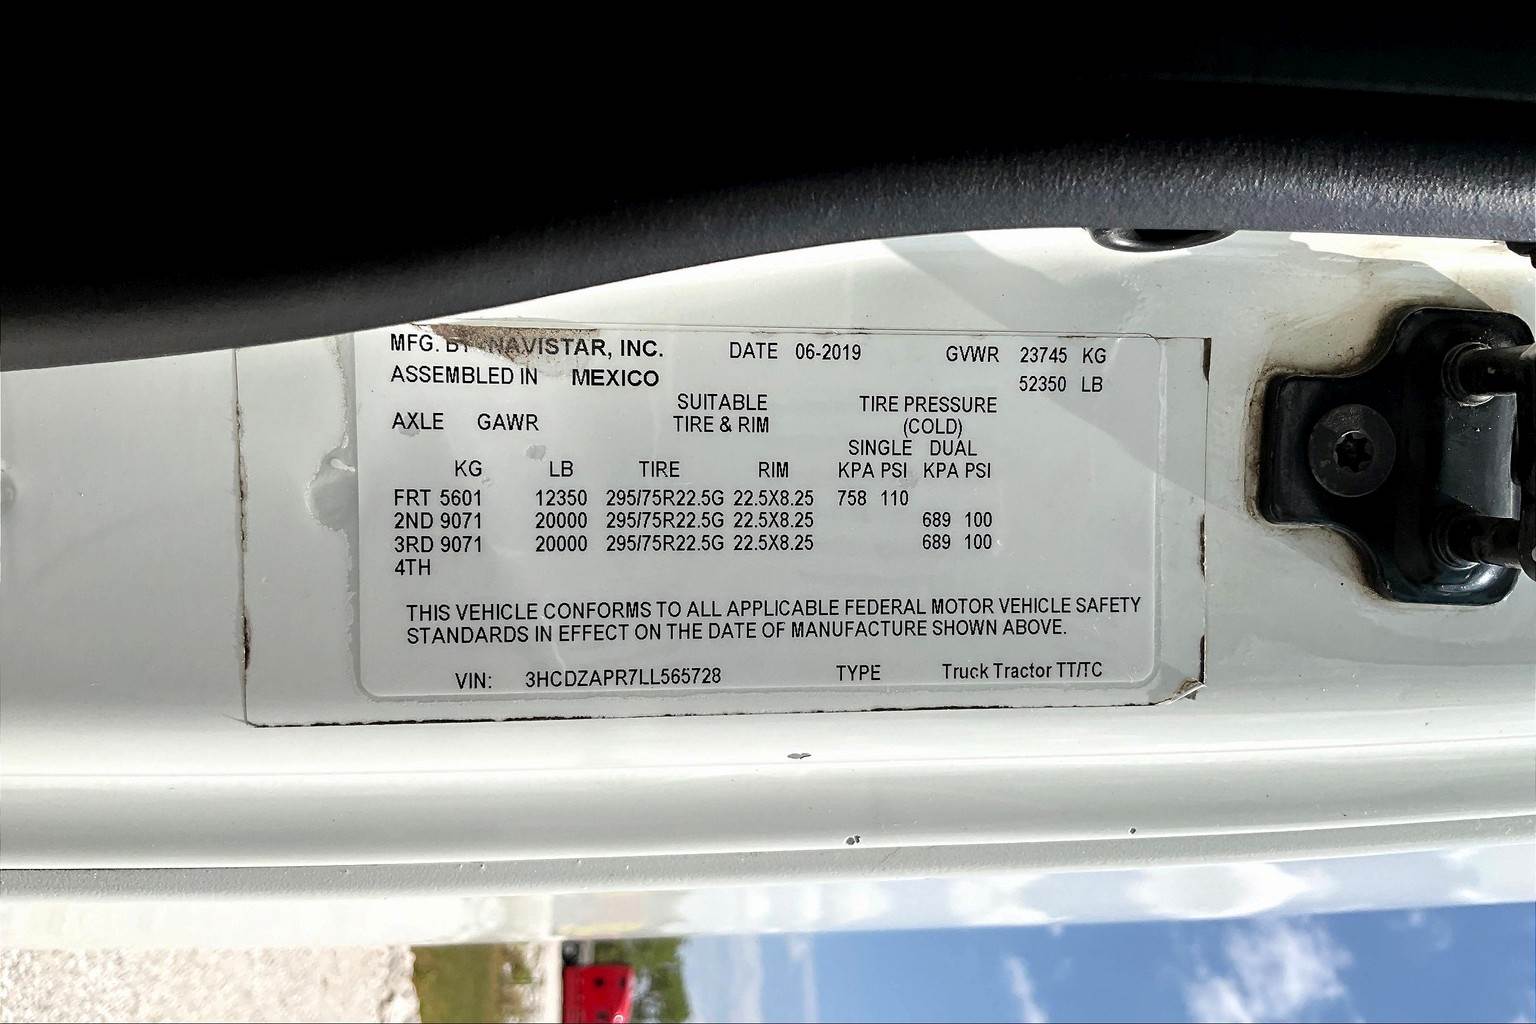 MFG. BY NAVISTAR, INC. DATE 06-2019 GVWR 23745 KG
ASSEMBLED IN MEXICO 52350 LB
SUITABLE TIRE PRESSURE
AXLE GAWR TIRE & RIM (COLD)
SINGLE DUAL
KG LB TIRE RIM KPA PSI KPA PSI
FRT 5601 12350 295/75R22.5G 22.5X8.25 758 110
2ND 9071 20000 295/75R22.5G 22.5X8.25 689 100
3RD 9071 20000 295/75R22.5G 22.5X8.25 689 100
4TH
THIS VEHICLE CONFORMS TO ALL APPLICABLE FEDERAL MOTOR VEHICLE SAFETY
STANDARDS IN EFFECT ON THE DATE OF MANUFACTURE SHOWN ABOVE.
VIN: 3HCDZAPR7LL565728 TYPE Truck Tractor TT/TC